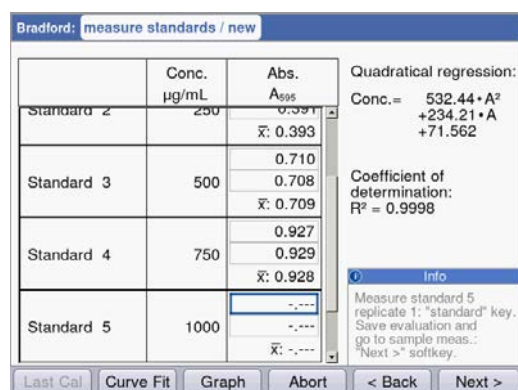 Bradford: measure standards / new
Conc. Abs.
µg/mL A595
Standard 2 250 0.391
x̅: 0.393
0.710
Standard 3 500 0.708
x̅: 0.709
0.927
Standard 4 750 0.929
x̅: 0.928
-.---
Standard 5 1000 -.---
x̅: -.---
Quadratical regression:
Conc.= 532.44•A²
+234.21•A
+71.562
Coefficient of
determination:
R² = 0.9998
Info
Measure standard 5
replicate 1: "standard" key.
Save evaluation and
go to sample meas.:
"Next >" softkey.
Last Cal Curve Fit Graph Abort < Back Next >